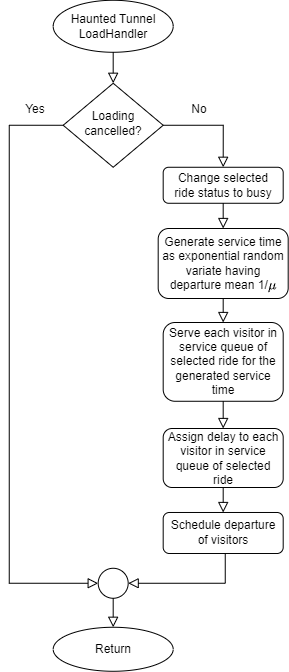 Haunted Tunnel
LoadHandler
Yes
Loading
cancelled?
No
Change selected
ride status to busy
Generate service time
as exponential random
variate having
departure mean 1/μ
Serve each visitor in
service queue of
selected ride for the
generated service
time
Assign delay to each
visitor in service
queue of selected
ride
Schedule departure
of visitors
Return